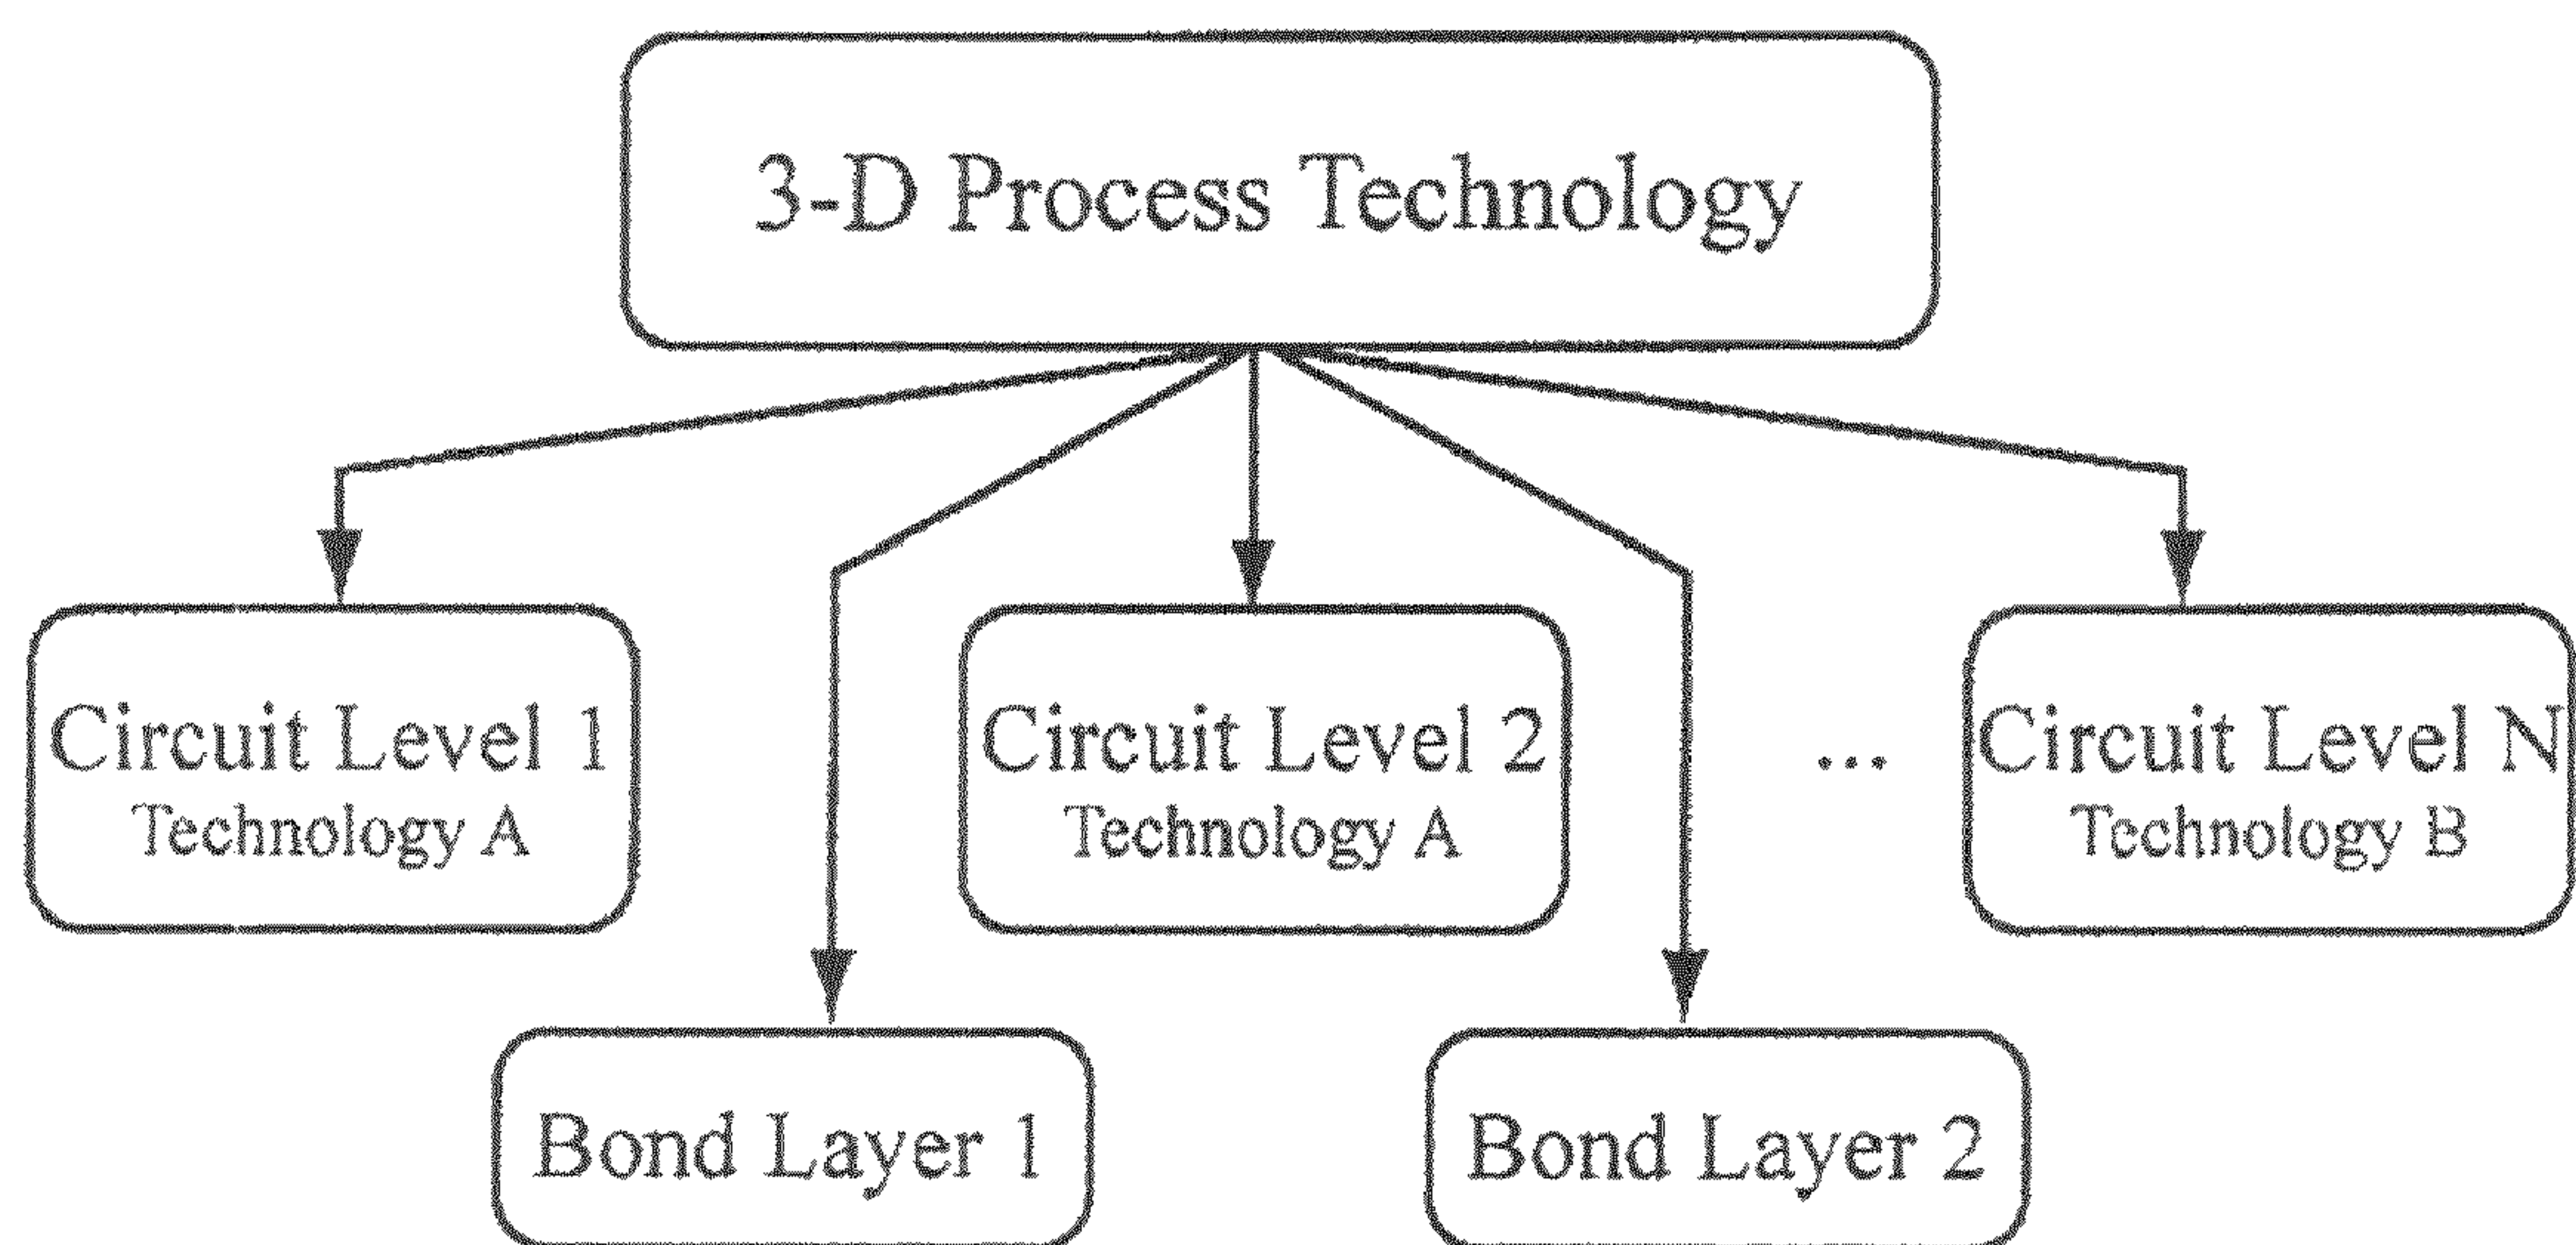 3-D Process Technology
Circuit Level 1
Technology A
Circuit Level 2
Technology A
...
Circuit Level N
Technology B
Bond Layer 1
Bond Layer 2